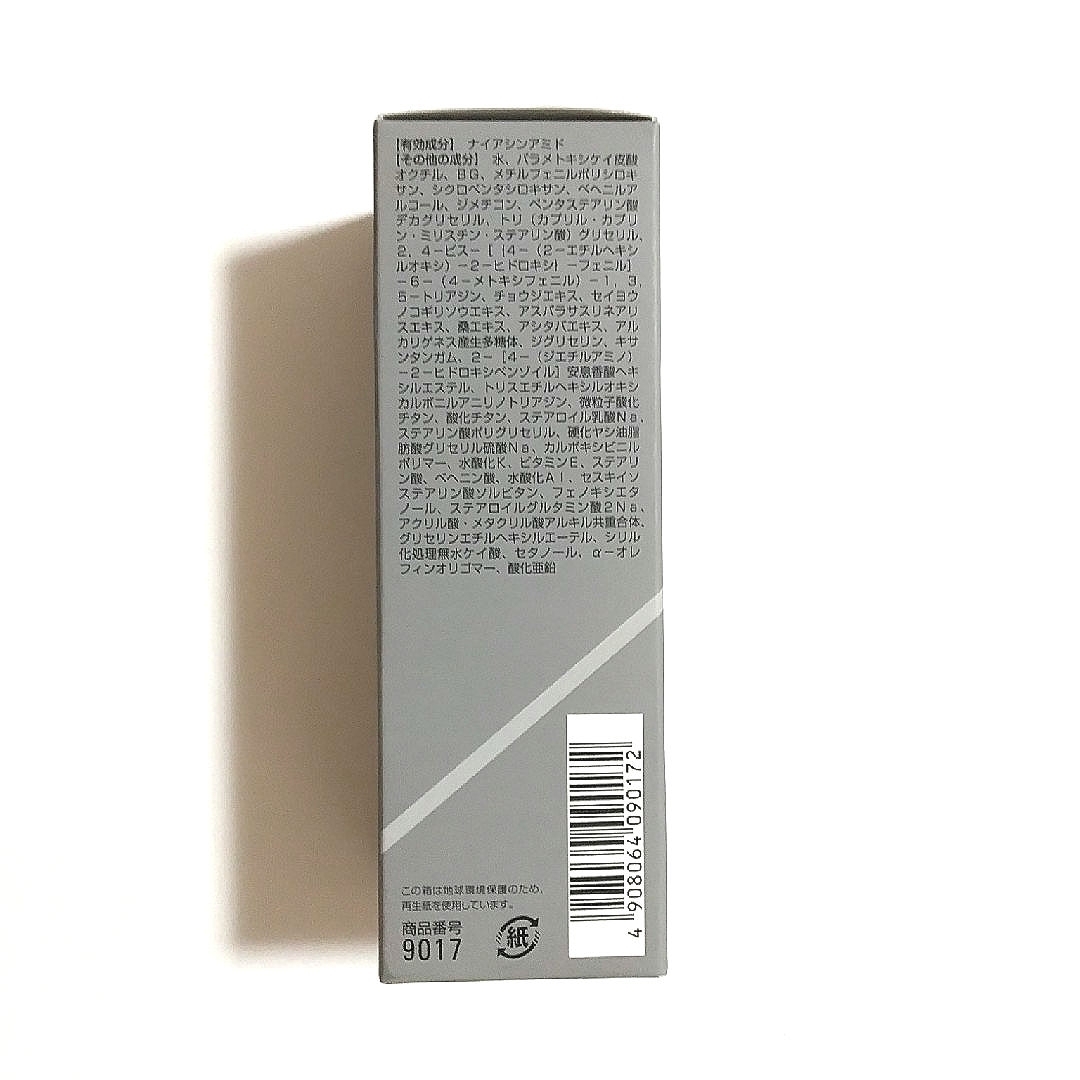 【有効成分】 ナイアシンアミド
【その他の成分】 水、パラメトキシケイ皮酸
オクチル、BG、メチルフェニルポリシロキ
サン、シクロペンタシロキサン、ベヘニルア
ルコール、ジメチコン、ペンタステアリン酸
デカグリセリル、トリ（カプリル・カプリ
ン・ミリスチン・ステアリン酸）グリセリル、
2，4－ビス－［｛4－（2－エチルヘキシ
ルオキシ）－2－ヒドロキシ｝－フェニル］
－6－（4－メトキシフェニル）－1，3，
5－トリアジン、チョウジエキス、セイヨウ
ノコギリソウエキス、アスパラサスリネアリ
スエキス、桑エキス、アシタバエキス、アル
カリゲネス産生多糖体、ジグリセリン、キサ
ンタンガム、2－［4－（ジエチルアミノ）
－2－ヒドロキシベンゾイル］安息香酸ヘキ
シルエステル、トリスエチルヘキシルオキシ
カルボニルアニリノトリアジン、微粒子酸化
チタン、酸化チタン、ステアロイル乳酸Na、
ステアリン酸ポリグリセリル、硬化ヤシ油脂
肪酸グリセリル硫酸Na、カルボキシビニル
ポリマー、水酸化K、ビタミンE、ステアリ
ン酸、ベヘニン酸、水酸化Al、セスキイソ
ステアリン酸ソルビタン、フェノキシエタ
ノール、ステアロイルグルタミン酸2Na、
アクリル酸・メタクリル酸アルキル共重合体、
グリセリンエチルヘキシルエーテル、シリル
化処理無水ケイ酸、セタノール、α－オレ
フィンオリゴマー、酸化亜鉛
この箱は地球環境保護のため、
再生紙を使用しています。
商品番号
9017
紙
4 908064 090172